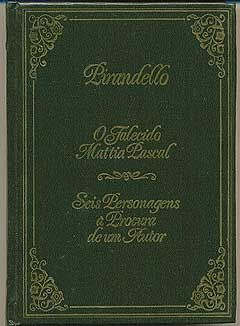 Pirandello
O Falecido
Mattia Pascal
Seis Personagens
à Procura
de um Autor